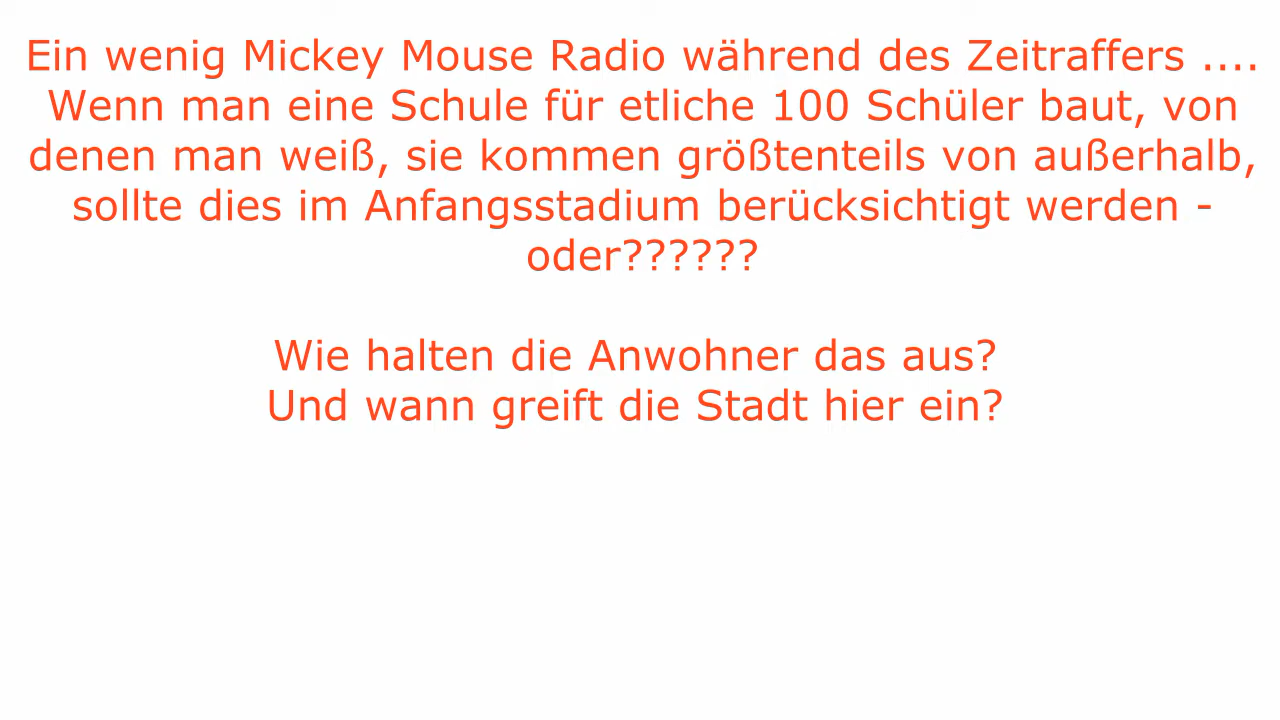 Ein wenig Mickey Mouse Radio während des Zeitraffers ....
Wenn man eine Schule für etliche 100 Schüler baut, von
denen man weiß, sie kommen größtenteils von außerhalb,
sollte dies im Anfangsstadium berücksichtigt werden -
oder??????
Wie halten die Anwohner das aus?
Und wann greift die Stadt hier ein?